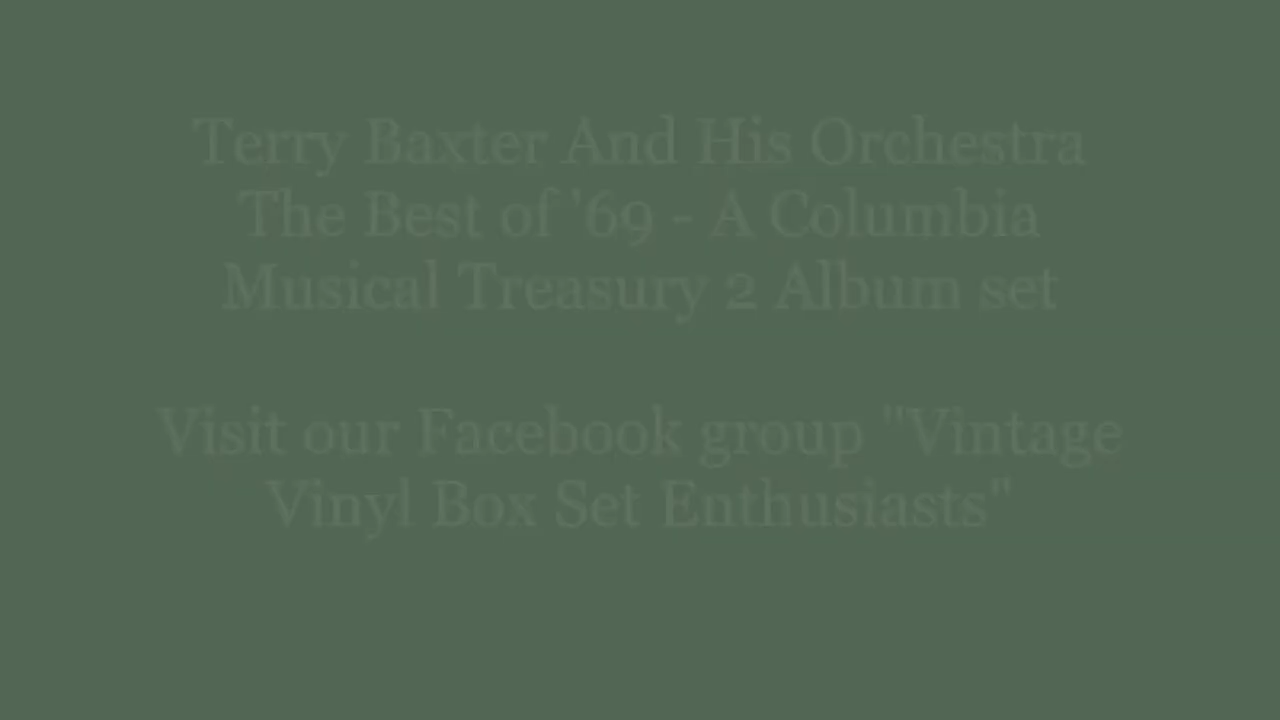 Terry Baxter And His Orchestra
The Best of '69 - A Columbia
Musical Treasury 2 Album set
Visit our Facebook group "Vintage
Vinyl Box Set Enthusiasts"